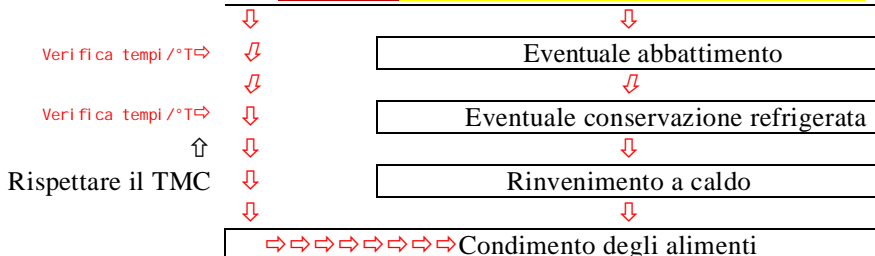 ⇩ ⇩
Verifica tempi/°T⇨ ⇩ Eventuale abbattimento
⇩ ⇩
Verifica tempi/°T⇨ ⇩ Eventuale conservazione refrigerata
⇧ ⇩ ⇩
Rispettare il TMC ⇩ Rinvenimento a caldo
⇩ ⇩
⇨⇨⇨⇨⇨⇨⇨⇨Condimento degli alimenti